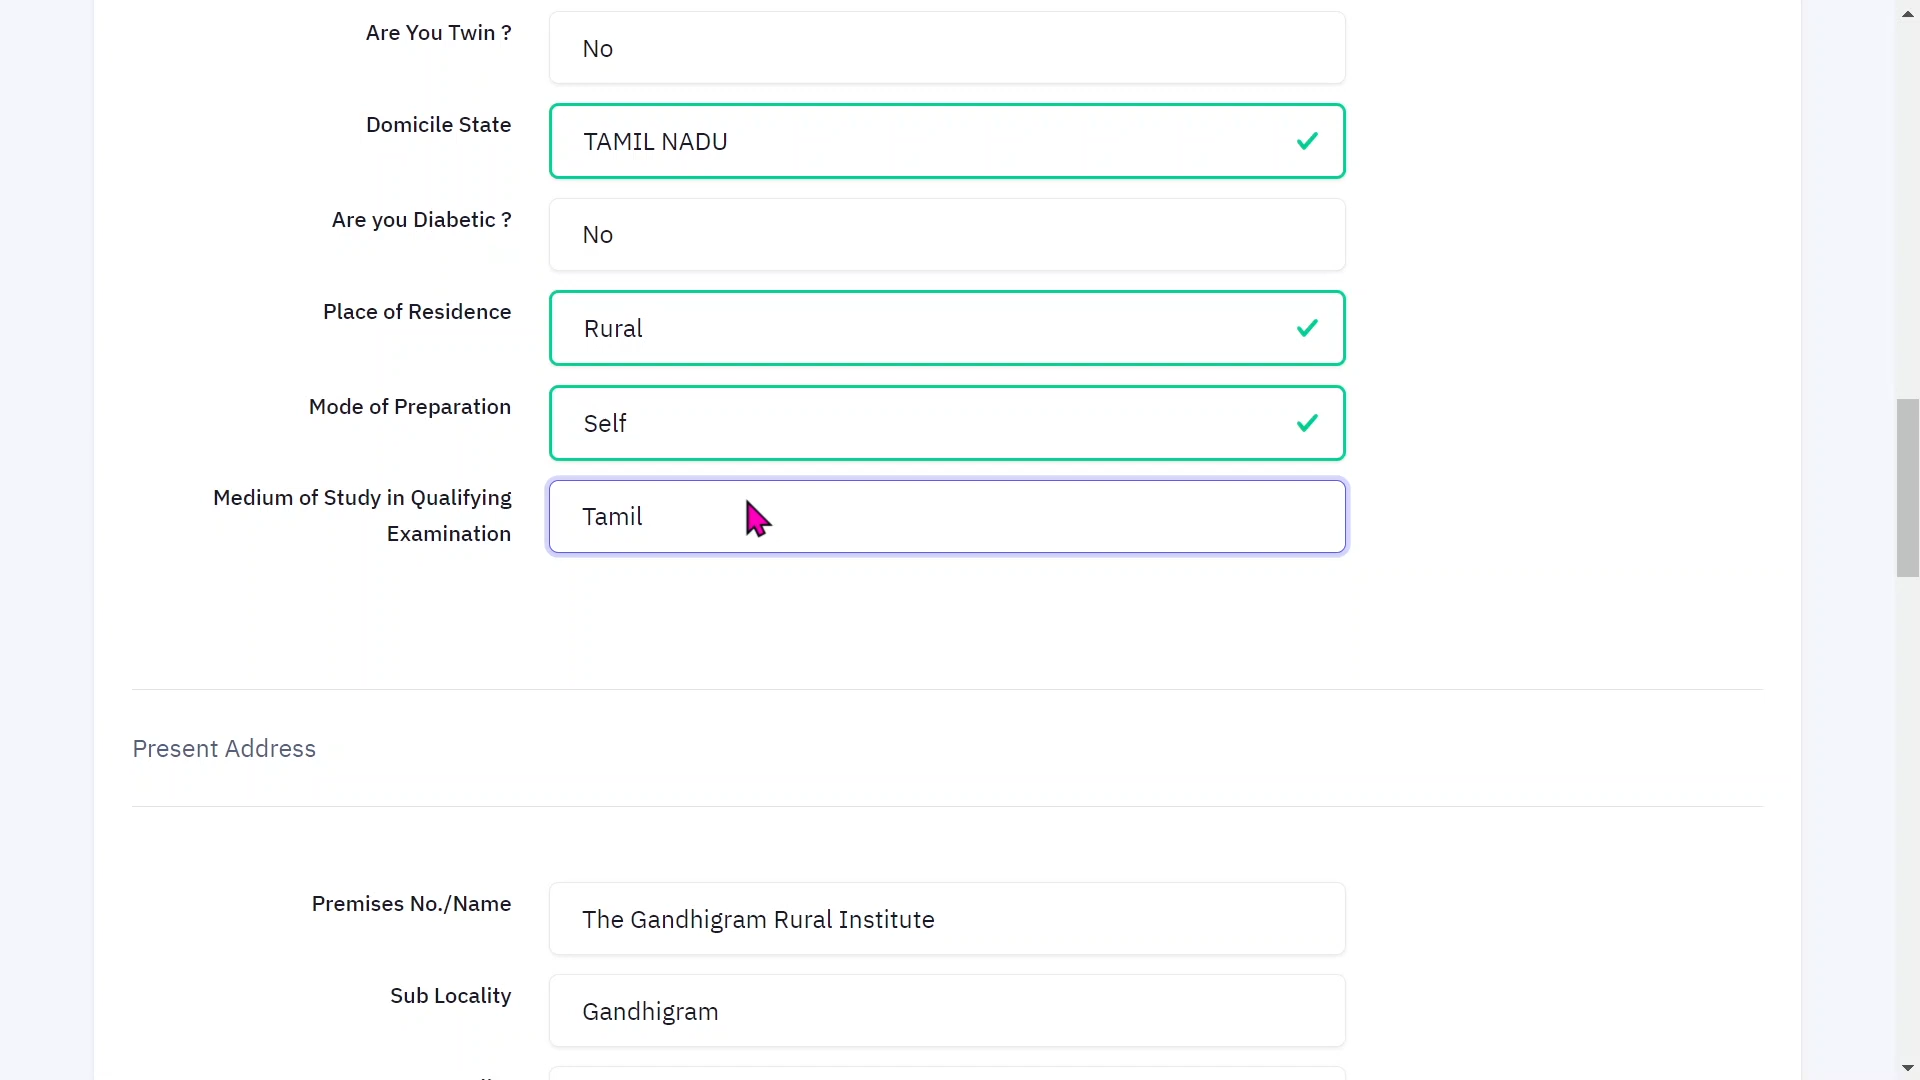 Are You Twin ?
No
Domicile State
TAMIL NADU
Are you Diabetic ?
No
Place of Residence
Rural
Mode of Preparation
Self
Medium of Study in Qualifying
Examination
Tamil
Present Address
Premises No./Name
The Gandhigram Rural Institute
Sub Locality
Gandhigram